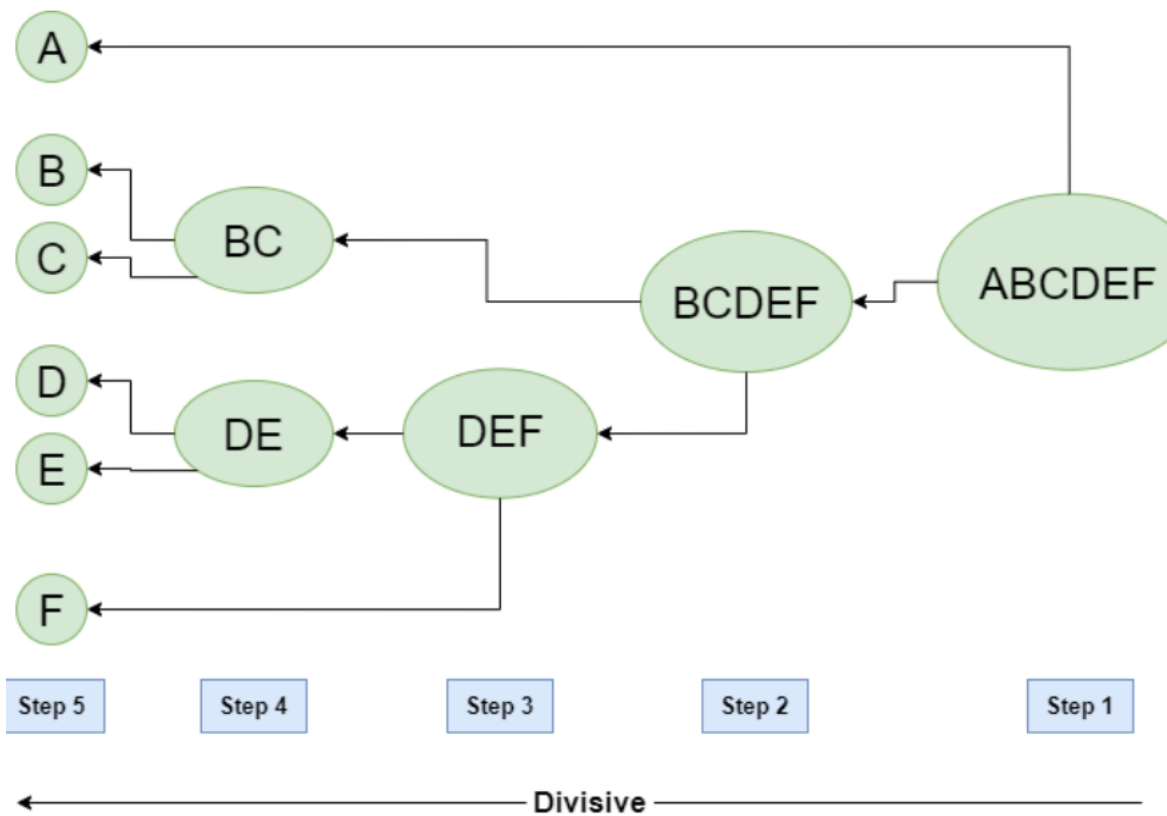 A
B
BC
C
BCDEF
ABCDEF
D
DE
DEF
E
F
Step 5
Step 4
Step 3
Step 2
Step 1
Divisive